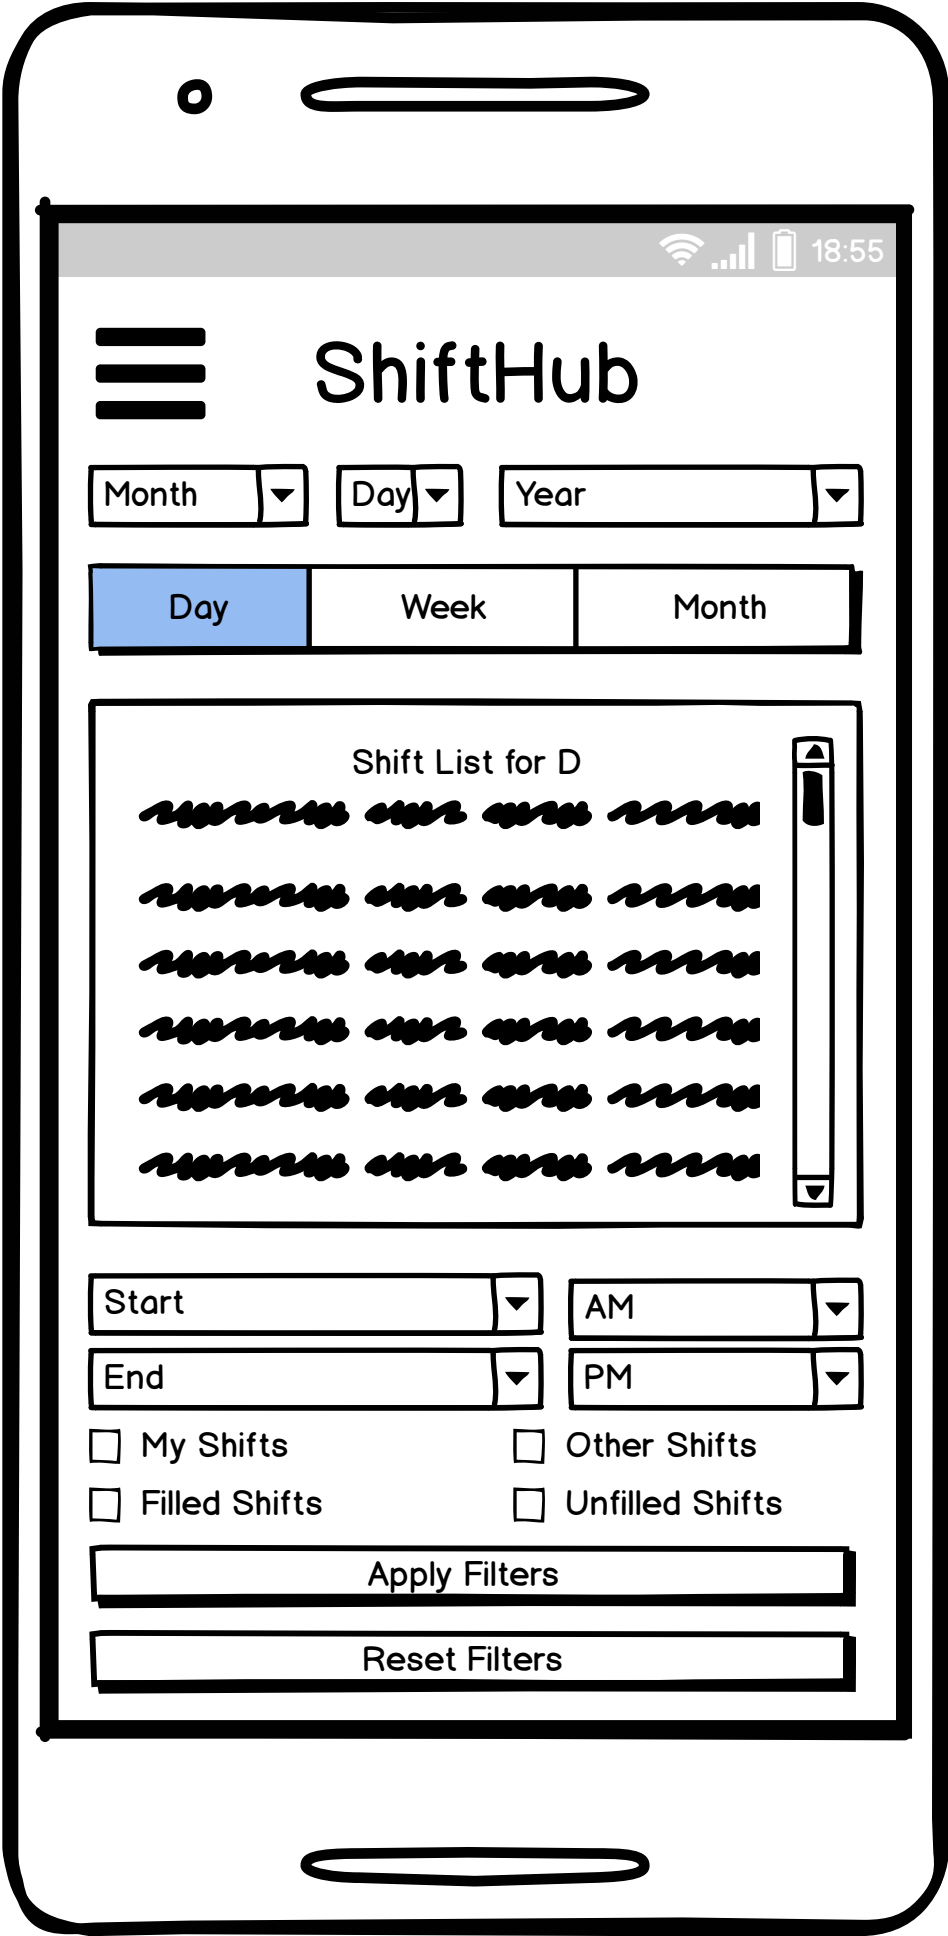 18:55
ShiftHub
Month Day Year
Day Week Month
Shift List for D
Start AM
End PM
My Shifts Other Shifts
Filled Shifts Unfilled Shifts
Apply Filters
Reset Filters